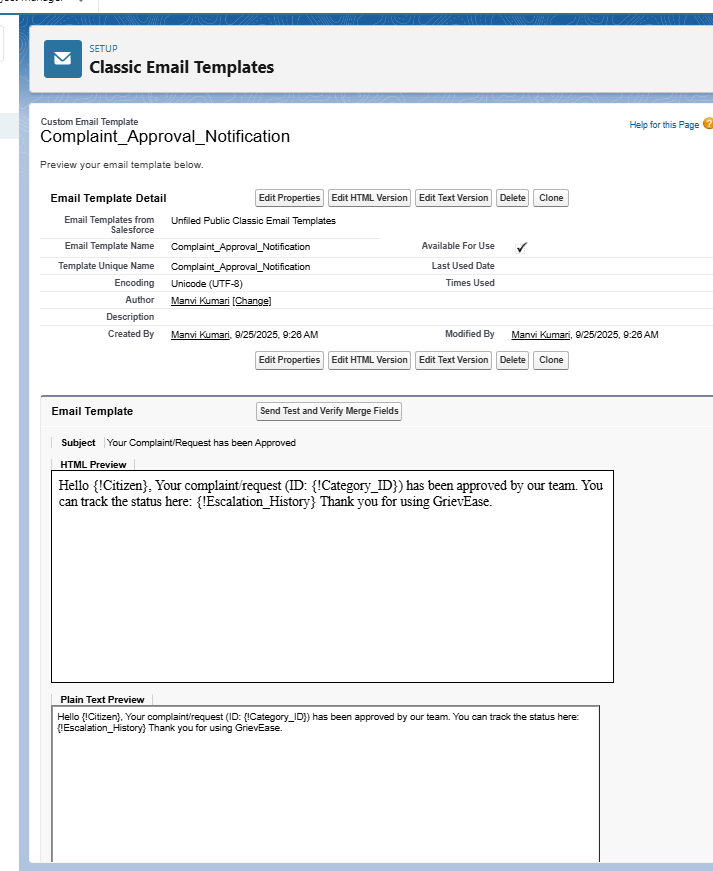 SETUP
Classic Email Templates
Custom Email Template
Complaint_Approval_Notification
Help for this Page
Preview your email template below.
Email Template Detail Edit Properties Edit HTML Version Edit Text Version Delete Clone
Email Templates from Salesforce Unfiled Public Classic Email Templates
Email Template Name Complaint_Approval_Notification Available For Use ✓
Template Unique Name Complaint_Approval_Notification Last Used Date
Encoding Unicode (UTF-8) Times Used
Author Manvi Kumari [Change]
Description
Created By Manvi Kumari, 9/25/2025, 9:26 AM Modified By Manvi Kumari, 9/25/2025, 9:26 AM
Edit Properties Edit HTML Version Edit Text Version Delete Clone
Email Template Send Test and Verify Merge Fields
Subject Your Complaint/Request has been Approved
HTML Preview
Hello {!Citizen}, Your complaint/request (ID: {!Category_ID}) has been approved by our team. You
can track the status here: {!Escalation_History} Thank you for using GrievEase.
Plain Text Preview
Hello {!Citizen}, Your complaint/request (ID: {!Category_ID}) has been approved by our team. You can track the status here:
{!Escalation_History} Thank you for using GrievEase.